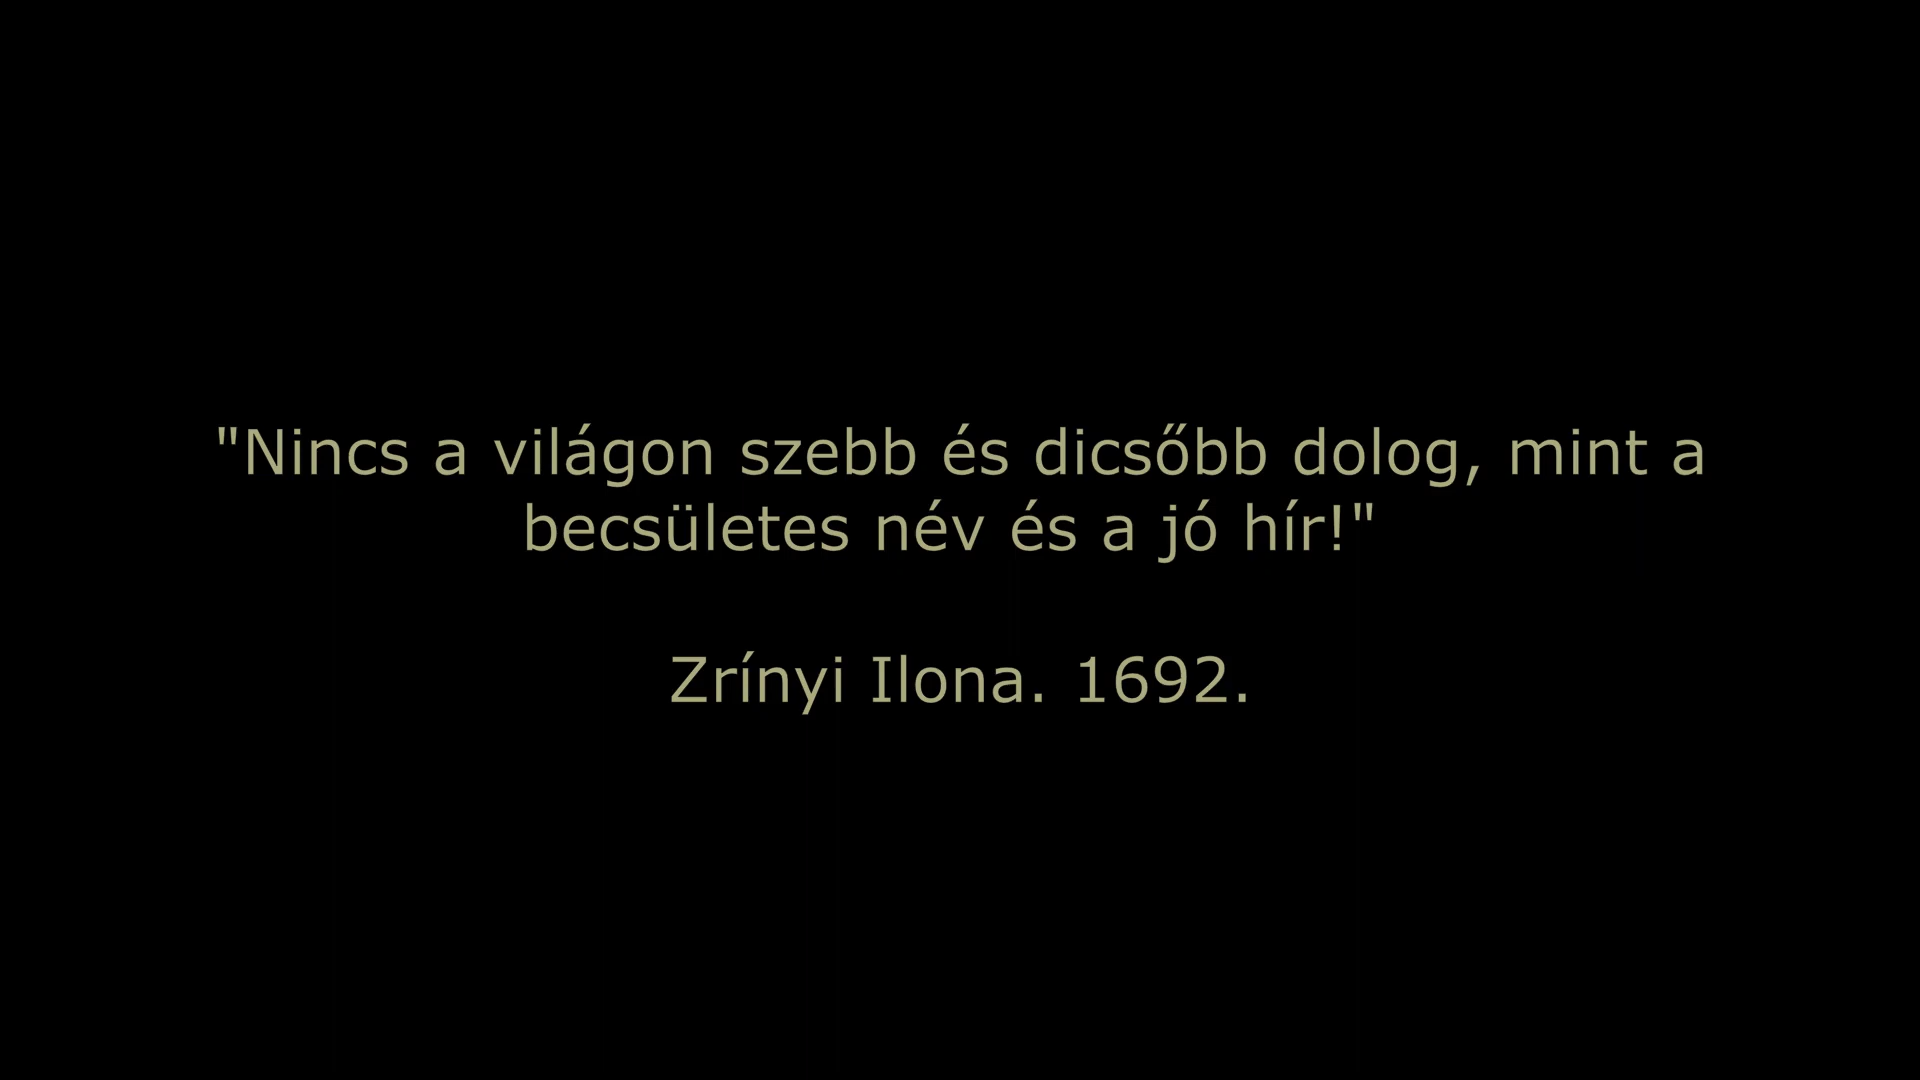 "Nincs a világon szebb és dicsőbb dolog, mint a
becsületes név és a jó hír!"
Zrínyi Ilona. 1692.